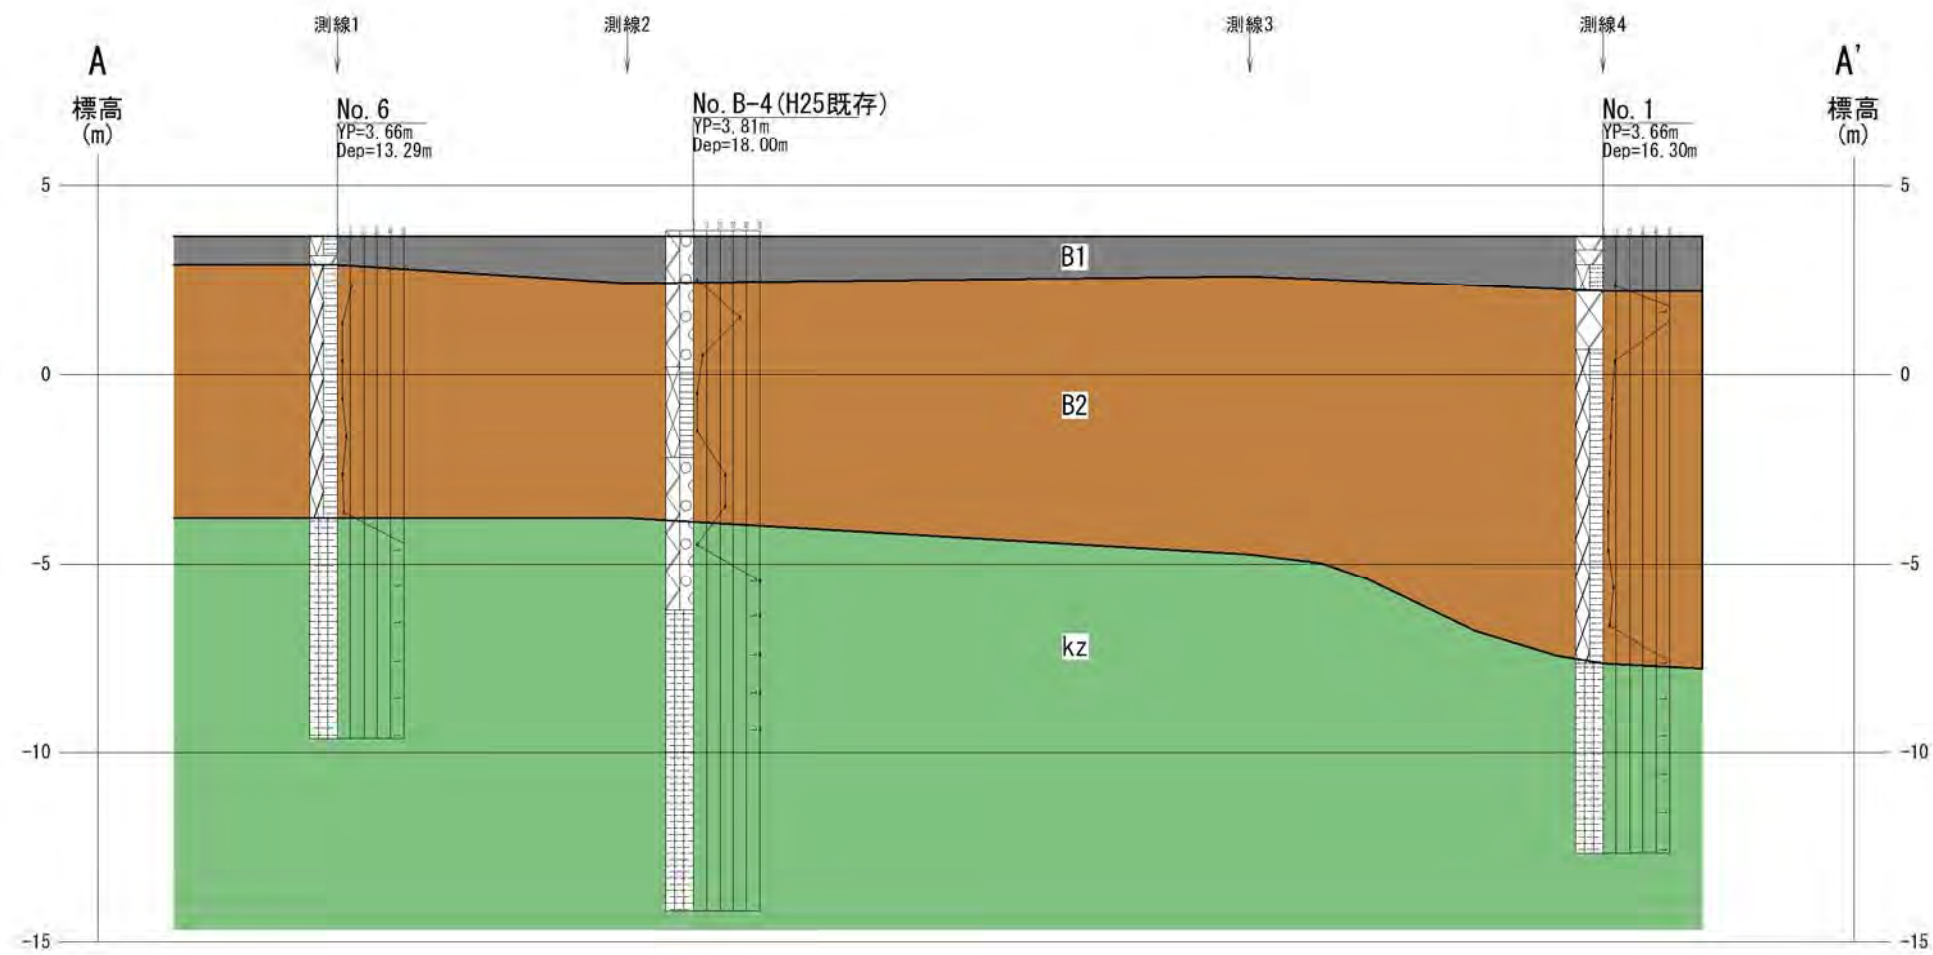 測線1
測線2
測線3
測線4
A
A'
標高
(m)
標高
(m)
No. 6
YP=3.66m
Dep=13.29m
No. B-4(H25既存)
YP=3.81m
Dep=18.00m
No. 1
YP=3.66m
Dep=16.30m
5
5
B1
0
0
B2
-5
-5
kz
-10
-10
-15
-15